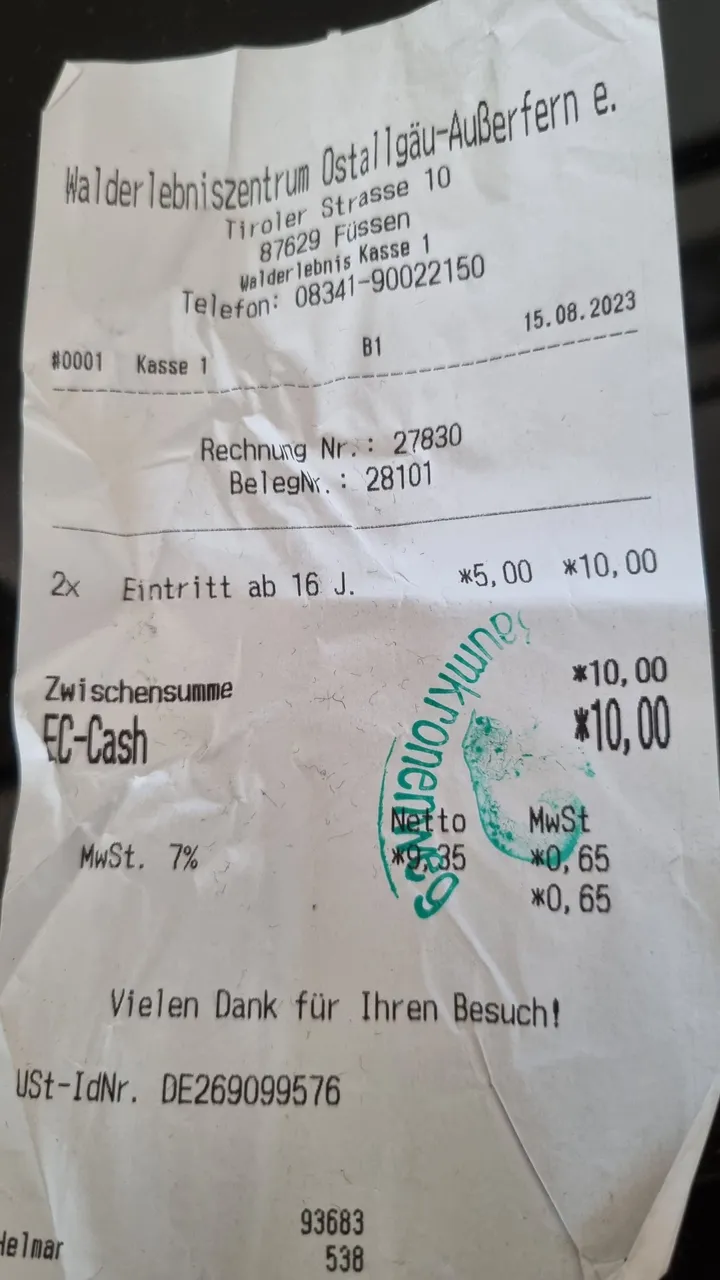 Walderlebniszentrum Ostallgäu-Außerfern e.
Tiroler Strasse 10
87629 Füssen
Walderlebnis Kasse 1
Telefon: 08341-90022150
#0001 Kasse 1 B1 15.08.2023
Rechnung Nr.: 27830
BelegNr.: 28101
2x Eintritt ab 16 J. *5,00 *10,00
Zwischensumme *10,00
EC-Cash *10,00
Baumkronenweg
Netto MwSt
MwSt. 7% *9,35 *0,65
*0,65
Vielen Dank für Ihren Besuch!
USt-IdNr. DE269099576
93683
Helmar 538